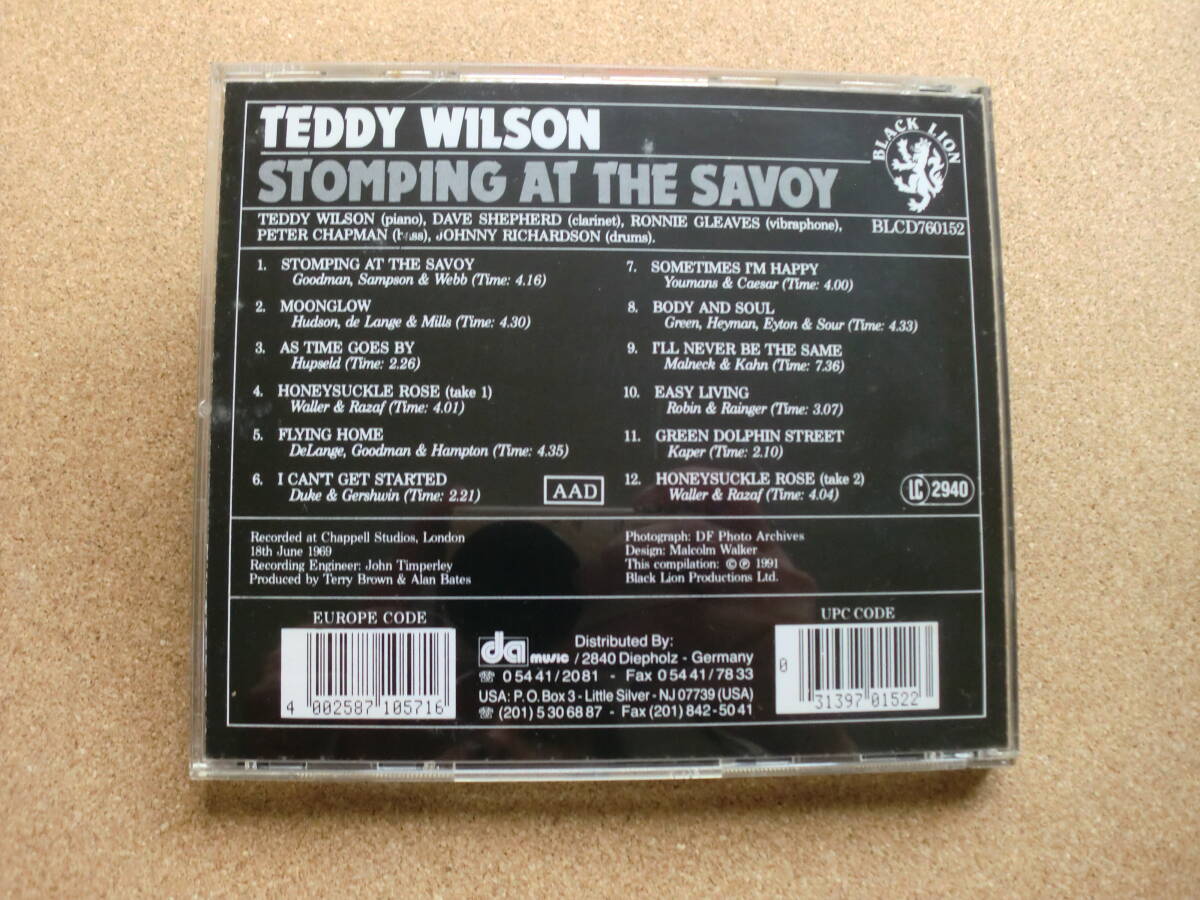 TEDDY WILSON
STOMPING AT THE SAVOY
BLACK LION
TEDDY WILSON (piano), DAVE SHEPHERD (clarinet), RONNIE GLEAVES (vibraphone),
PETER CHAPMAN (bass), JOHNNY RICHARDSON (drums).
BLCD760152
1. STOMPING AT THE SAVOY
Goodman, Sampson & Webb (Time: 4.16)
2. MOONGLOW
Hudson, de Lange & Mills (Time: 4.30)
3. AS TIME GOES BY
Hupseld (Time: 2.26)
4. HONEYSUCKLE ROSE (take 1)
Waller & Razaf (Time: 4.01)
5. FLYING HOME
DeLange, Goodman & Hampton (Time: 4.35)
6. I CAN'T GET STARTED
Duke & Gershwin (Time: 2.21)
AAD
7. SOMETIMES I'M HAPPY
Youmans & Caesar (Time: 4.00)
8. BODY AND SOUL
Green, Heyman, Eyton & Sour (Time: 4.33)
9. I'LL NEVER BE THE SAME
Malneck & Kahn (Time: 7.36)
10. EASY LIVING
Robin & Rainger (Time: 3.07)
11. GREEN DOLPHIN STREET
Kaper (Time: 2.10)
12. HONEYSUCKLE ROSE (take 2)
Waller & Razaf (Time: 4.04)
LC 2940
Recorded at Chappell Studios, London
18th June 1969
Recording Engineer: John Timperley
Produced by Terry Brown & Alan Bates
Photograph: DF Photo Archives
Design: Malcolm Walker
This compilation: © ℗ 1991
Black Lion Productions Ltd.
EUROPE CODE
4 002587 105716
da music
Distributed By:
/ 2840 Diepholz - Germany
☎ 0 54 41 / 20 81 - Fax 0 54 41 / 78 33
USA: P.O. Box 3 - Little Silver - NJ 07739 (USA)
☎ (201) 5 30 68 87 - Fax (201) 842-50 41
UPC CODE
0 31397 01522